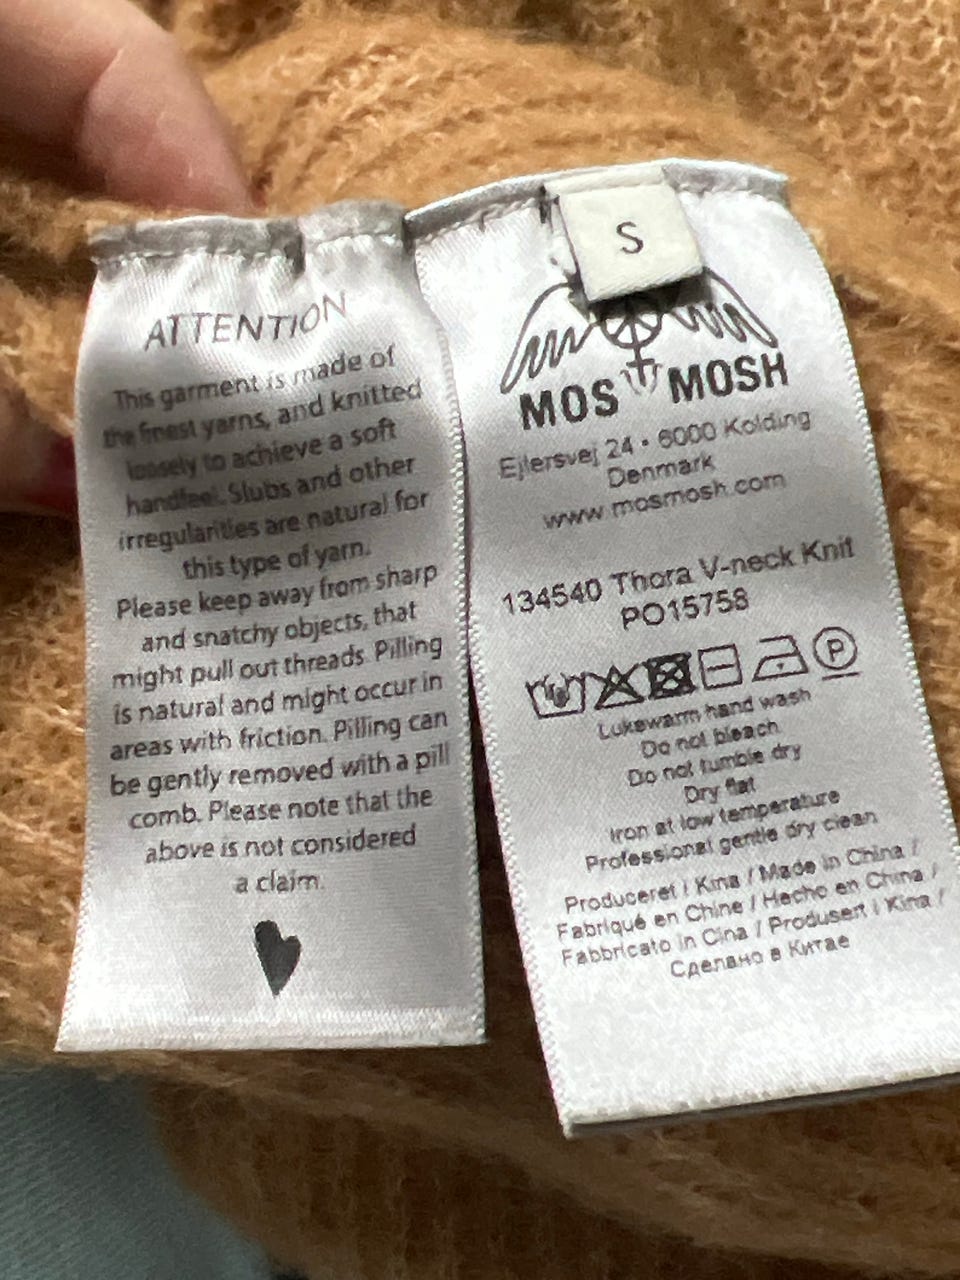 ATTENTION
This garment is made of
the finest yarns, and knitted
loosely to achieve a soft
handfeel. Slubs and other
irregularities are natural for
this type of yarn.
Please keep away from sharp
and snatchy objects, that
might pull out threads. Pilling
is natural and might occur in
areas with friction. Pilling can
be gently removed with a pill
comb. Please note that the
above is not considered
a claim.
S
MOS MOSH
Ejlersvej 24 • 6000 Kolding
Denmark
www.mosmosh.com
134540 Thora V-neck Knit
PO15758
P
Lukewarm hand wash
Do not bleach
Do not tumble dry
Dry flat
Iron at low temperature
Professional gentle dry clean
Produceret i Kina / Made in China /
Fabriqué en Chine / Hecho en China /
Fabbricato in Cina / Produsert i Kina /
Сделано в Китае